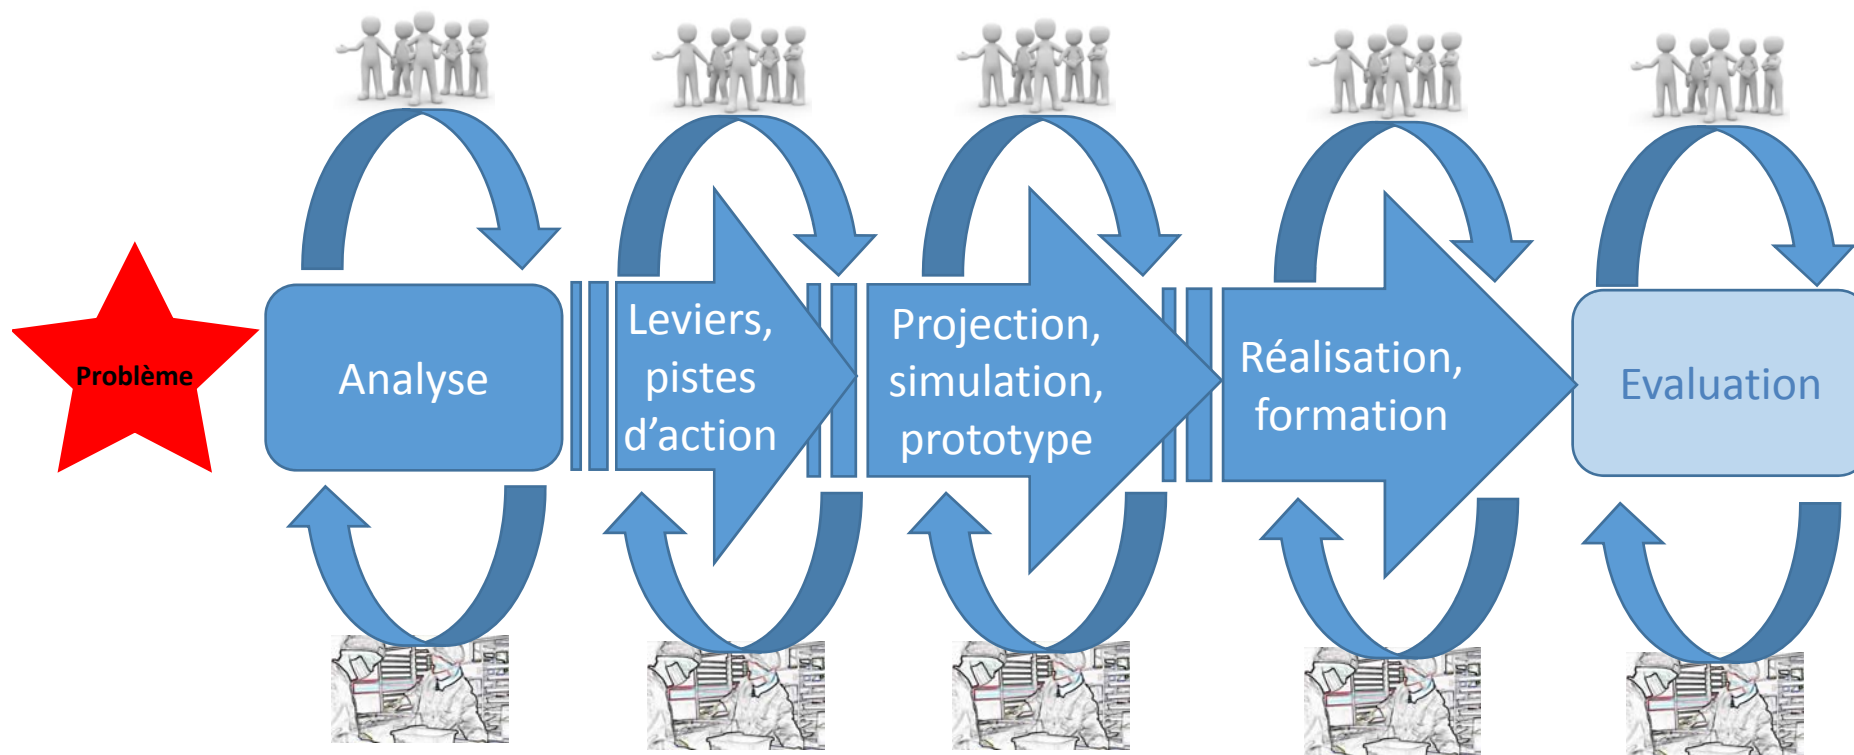 Problème
Analyse
Leviers,
pistes
d’action
Projection,
simulation,
prototype
Réalisation,
formation
Evaluation